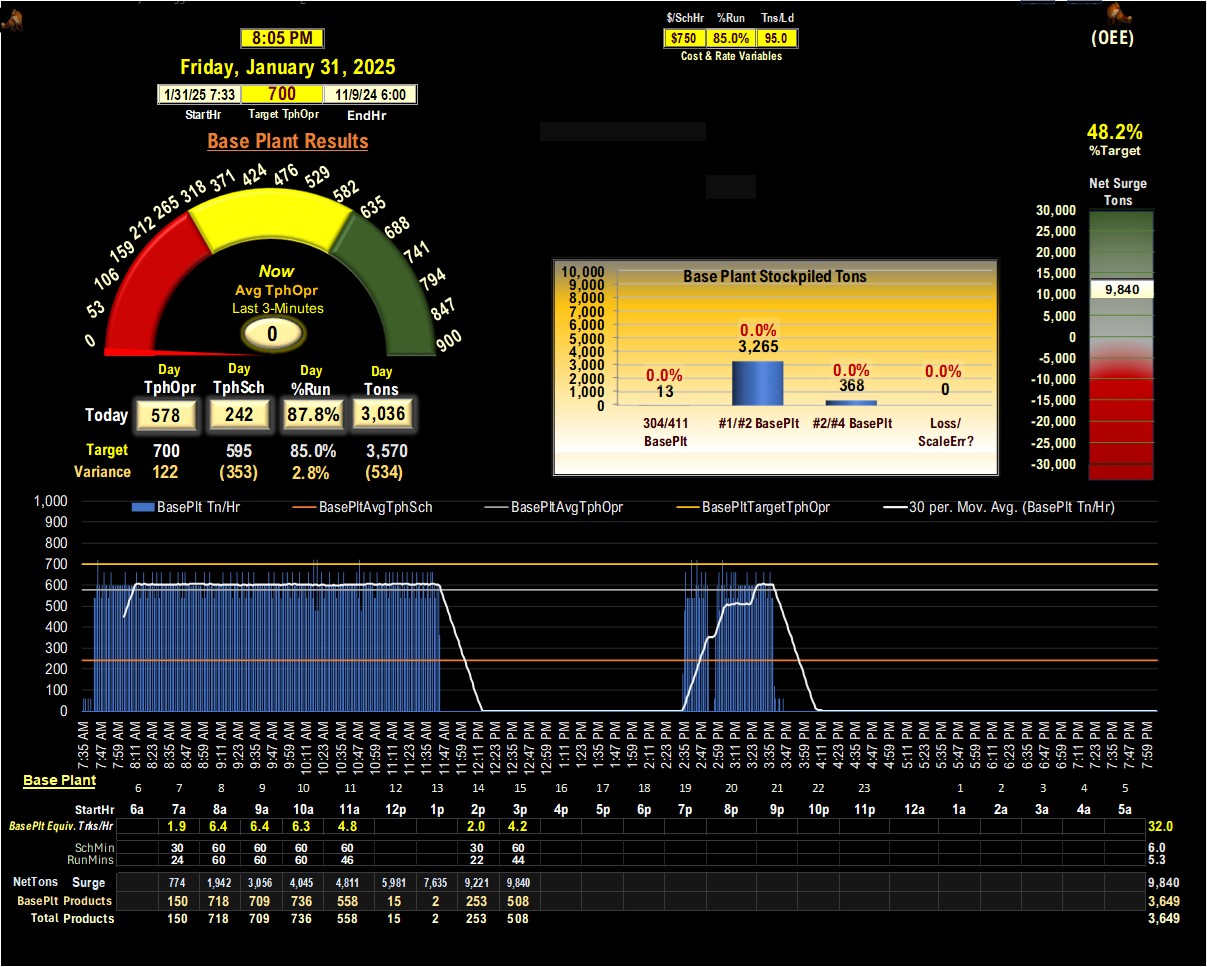 $/SchHr %Run Tns/Ld
8:05 PM
$750 85.0% 95.0
(OEE)
Cost & Rate Variables
Friday, January 31, 2025
1/31/25 7:33 700 11/9/24 6:00
StartHr Target TphOpr EndHr
Base Plant Results
48.2%
%Target
Net Surge
Tons
0 53 106 159 212 265 318 371 424 476 529 582 635 688 741 794 847 900
Now
Avg TphOpr
Last 3-Minutes
0
30,000
25,000
20,000
15,000
10,000
5,000
0
-5,000
-10,000
-15,000
-20,000
-25,000
-30,000
9,840
Base Plant Stockpiled Tons
10,000
9,000
8,000
7,000
6,000
5,000
4,000
3,000
2,000
1,000
0
0.0% 0.0% 0.0% 0.0%
13 3,265 368 0
304/411 #1/#2 BasePlt #2/#4 BasePlt Loss/
BasePlt ScaleErr?
Day Day Day Day
TphOpr TphSch %Run Tons
Today 578 242 87.8% 3,036
Target 700 595 85.0% 3,570
Variance 122 (353) 2.8% (534)
BasePlt Tn/Hr BasePltAvgTphSch BasePltAvgTphOpr BasePltTargetTphOpr 30 per. Mov. Avg. (BasePlt Tn/Hr)
1,000
900
800
700
600
500
400
300
200
100
0
7:35 AM 7:47 AM 7:59 AM 8:11 AM 8:23 AM 8:35 AM 8:47 AM 8:59 AM 9:23 AM 9:35 AM 9:47 AM 9:59 AM 10:11 AM 10:23 AM 10:35 AM 10:47 AM 10:59 AM 11:11 AM 11:23 AM 11:35 AM 11:47 AM 11:59 AM 12:11 PM 12:23 PM 12:35 PM 12:59 PM 1:11 PM 1:23 PM 1:35 PM 1:47 PM 1:59 PM 2:11 PM 2:23 PM 2:35 PM 2:47 PM 2:59 PM 3:11 PM 3:23 PM 3:35 PM 3:47 PM 3:59 PM 4:11 PM 4:23 PM 4:35 PM 4:47 PM 4:59 PM 5:11 PM 5:23 PM 5:35 PM 5:47 PM 5:59 PM 6:11 PM 6:23 PM 6:35 PM 6:47 PM 6:59 PM 7:11 PM 7:23 PM 7:35 PM 7:47 PM 7:59 PM
Base Plant
6 7 8 9 10 11 12 13 14 15 16 17 18 19 20 21 22 23 1 2 3 4 5
StartHr 6a 7a 8a 9a 10a 11a 12p 1p 2p 3p 4p 5p 6p 7p 8p 9p 10p 11p 12a 1a 2a 3a 4a 5a
BasePlt Equiv. Trks/Hr 1.9 6.4 6.4 6.3 4.8 2.0 4.2 32.0
SchMin 30 60 60 60 60 30 60 6.0
RunMins 24 60 60 60 46 22 44 5.3
NetTons Surge 774 1,942 3,056 4,045 4,811 5,981 7,635 9,221 9,840 9,840
BasePlt Products 150 718 709 736 558 15 2 253 508 3,649
Total Products 150 718 709 736 558 15 2 253 508 3,649